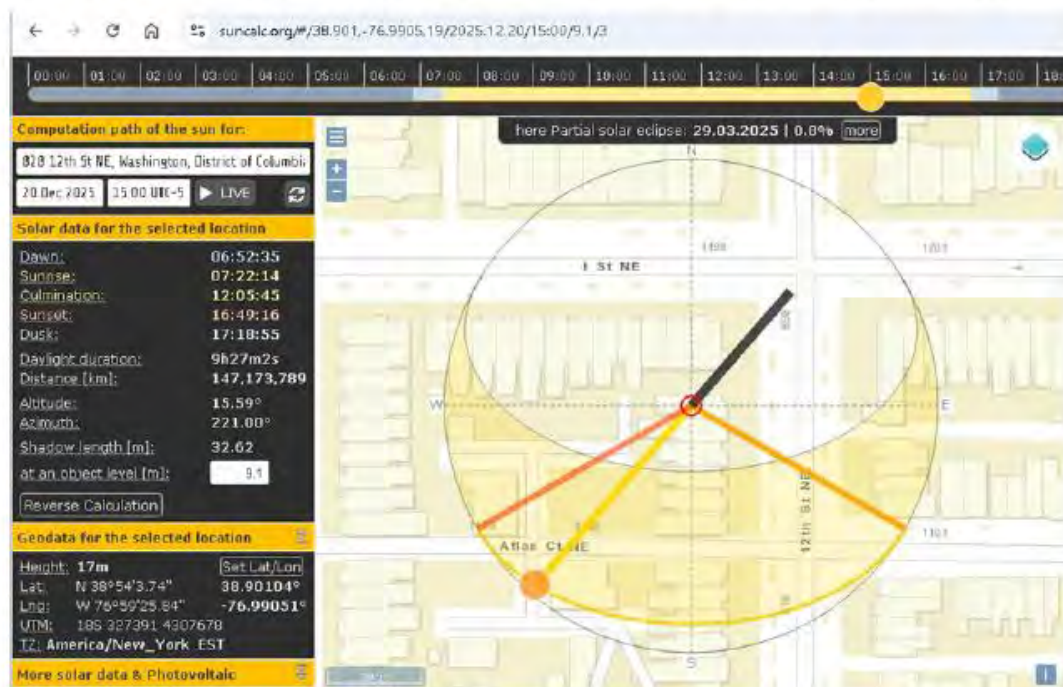 suncalc.org/#/38.901,-76.9905,19/2025.12.20/15:00/9.1/3
00:00 01:00 02:00 03:00 04:00 05:00 06:00 07:00 08:00 09:00 10:00 11:00 12:00 13:00 14:00 15:00 16:00 17:00 18:
Computation path of the sun for:
828 12th St NE, Washington, District of Columbi
20 Dec 2025 15:00 UTC-5 LIVE
Solar data for the selected location
Dawn: 06:52:35
Sunrise: 07:22:14
Culmination: 12:05:45
Sunset: 16:49:16
Dusk: 17:18:55
Daylight duration: 9h27m2s
Distance [km]: 147,173,789
Altitude: 15.59°
Azimuth: 221.00°
Shadow length [m]: 32.62
at an object level [m]: 9.1
Reverse Calculation
Geodata for the selected location
Height: 17m Set Lat/Lon
Lat: N 38°54'3.74" 38.90104°
Lng: W 76°59'25.84" -76.99051°
UTM: 18S 327391 4307678
TZ: America/New_York EST
More solar data & Photovoltaic
here Partial solar eclipse: 29.03.2025 | 0.8% more
N
1201
I St NE
W
E
12th St NE
1101
Atlas Ct NE
S